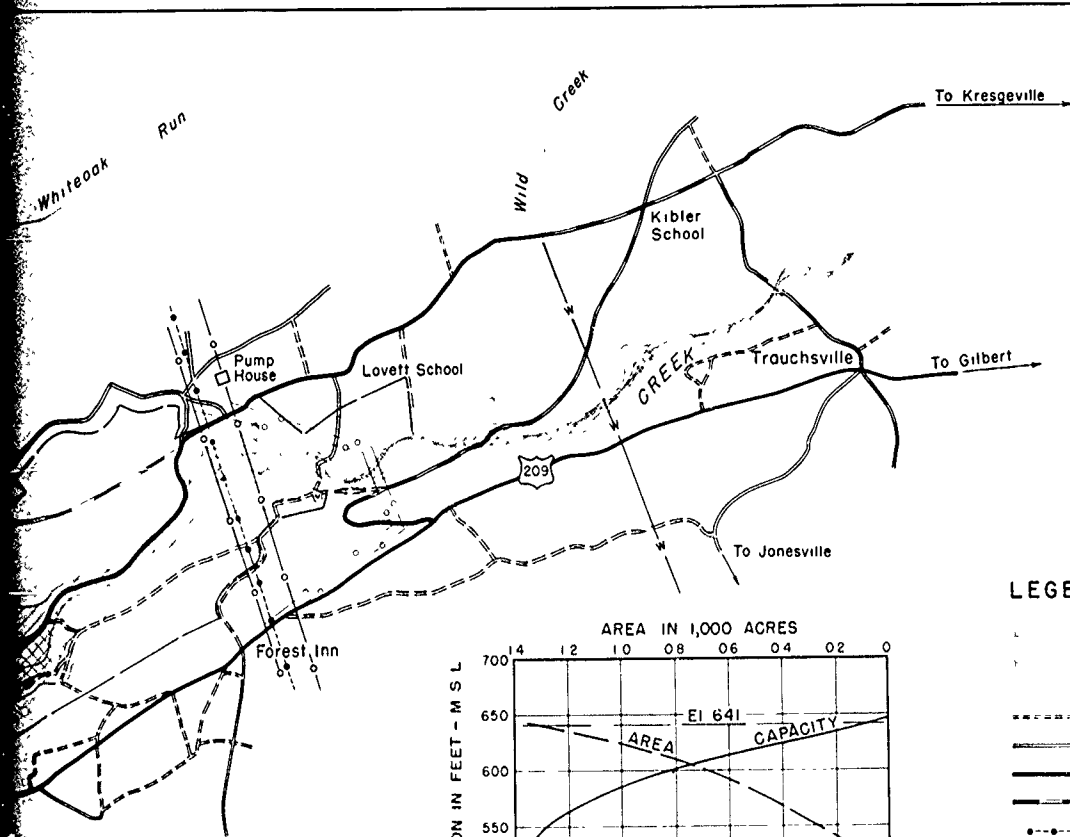 To Kresgeville
Whiteoak Run
Wild Creek
Kibler
School
W
Pump
House
Lovett School
CREEK
Trauchsville
To Gilbert
209
W
W
To Jonesville
Forest Inn
LEGE
AREA IN 1,000 ACRES
14 12 10 08 06 04 02 0
ON IN FEET - M S L
700
650
600
550
El 641
AREA
CAPACITY